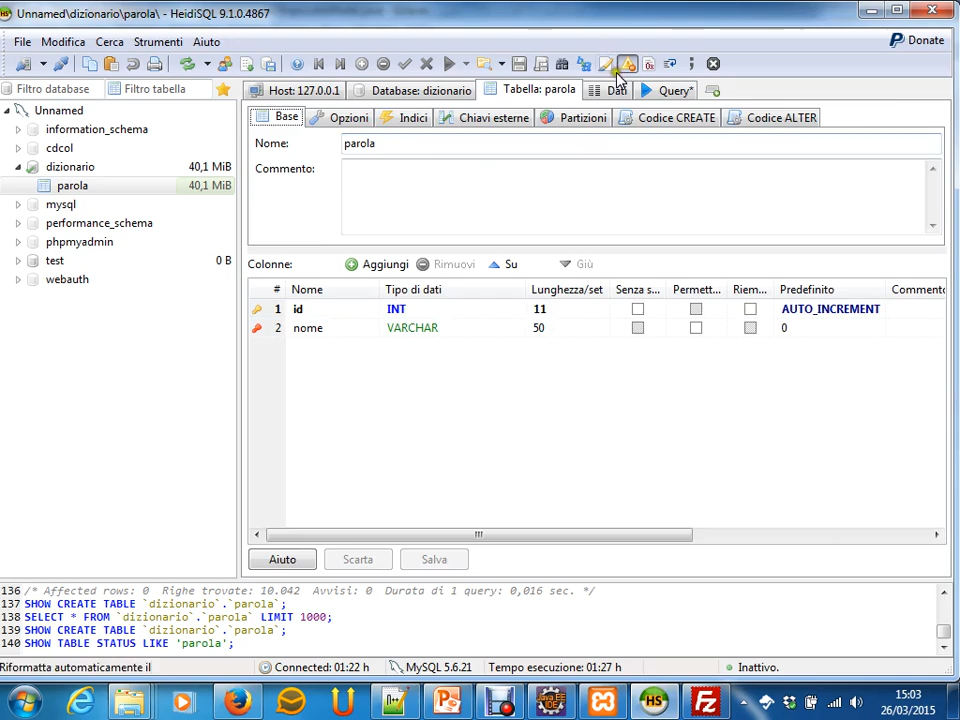 Unnamed\dizionario\parola\ - HeidiSQL 9.1.0.4867
File Modifica Cerca Strumenti Aiuto
Donate
Filtro database Filtro tabella Host: 127.0.0.1 Database: dizionario Tabella: parola Dati Query*
Unnamed
information_schema
cdcol
dizionario 40,1 MiB
parola 40,1 MiB
mysql
performance_schema
phpmyadmin
test 0 B
webauth
Base Opzioni Indici Chiavi esterne Partizioni Codice CREATE Codice ALTER
Nome: parola
Commento:
Colonne: Aggiungi Rimuovi Su Giù
# Nome Tipo di dati Lunghezza/set Senza s... Permett... Riem... Predefinito Commento
1 id INT 11 AUTO_INCREMENT
2 nome VARCHAR 50 0
Aiuto Scarta Salva
136 /* Affected rows: 0 Righe trovate: 10.042 Avvisi: 0 Durata di 1 query: 0,016 sec. */
137 SHOW CREATE TABLE `dizionario`.`parola`;
138 SELECT * FROM `dizionario`.`parola` LIMIT 1000;
139 SHOW CREATE TABLE `dizionario`.`parola`;
140 SHOW TABLE STATUS LIKE 'parola';
Riformatta automaticamente il Connected: 01:22 h MySQL 5.6.21 Tempo esecuzione: 01:27 h Inattivo.
15:03
26/03/2015